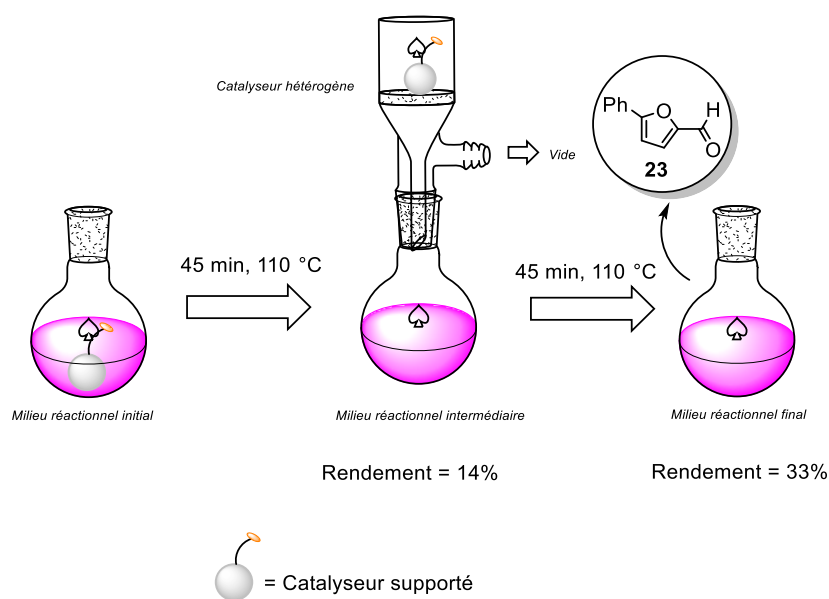 Catalyseur hétérogène
Vide
Ph
O
H
O
23
45 min, 110 °C
45 min, 110 °C
Milieu réactionnel initial
Milieu réactionnel intermédiaire
Milieu réactionnel final
Rendement = 14%
Rendement = 33%
= Catalyseur supporté